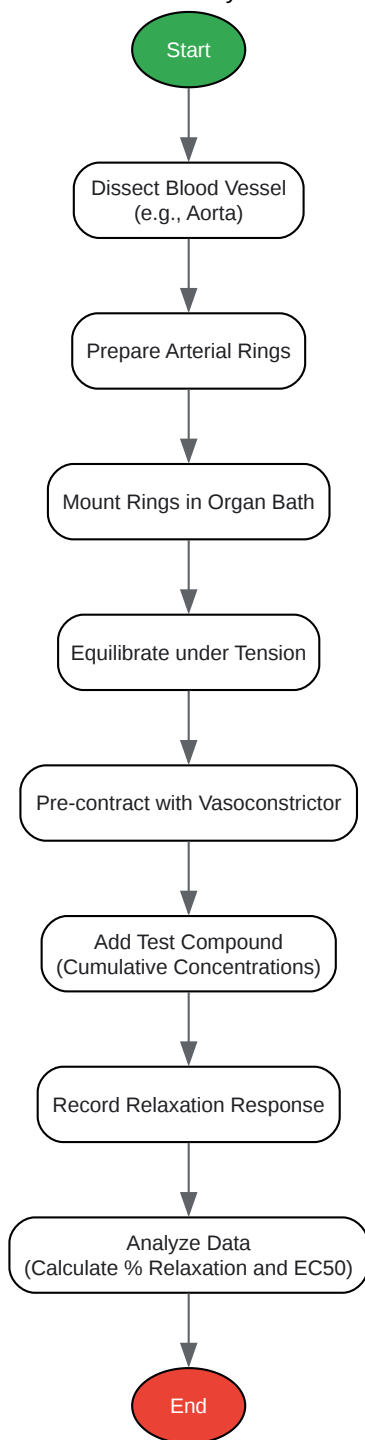 Start
Dissect Blood Vessel
(e.g., Aorta)
Prepare Arterial Rings
Mount Rings in Organ Bath
Equilibrate under Tension
Pre-contract with Vasoconstrictor
Add Test Compound
(Cumulative Concentrations)
Record Relaxation Response
Analyze Data
(Calculate % Relaxation and EC50)
End